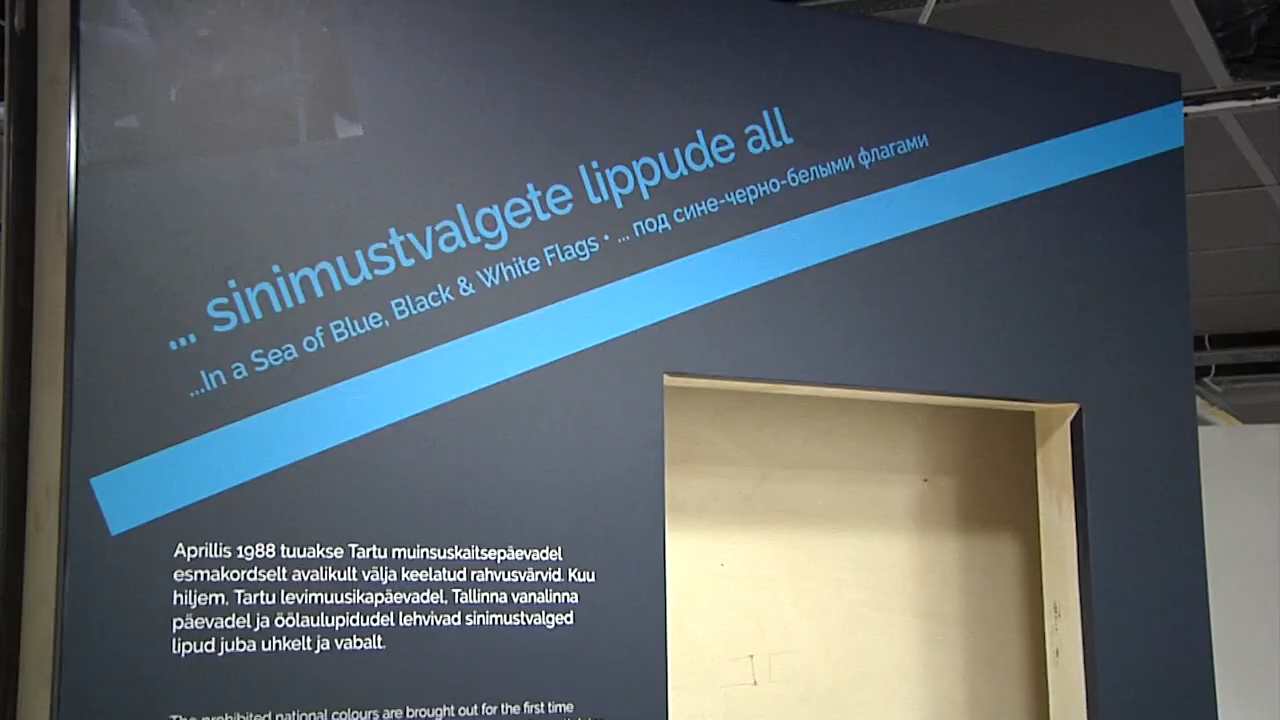 ... sinimustvalgete lippude all
...In a Sea of Blue, Black & White Flags • ... под сине-черно-белыми флагами
Aprillis 1988 tuuakse Tartu muinsuskaitsepäevadel
esmakordselt avalikult välja keelatud rahvusvärvid. Kuu
hiljem, Tartu levimuusikapäevadel, Tallinna vanalinna
päevadel ja öölaulupidudel lehvivad sinimustvalged
lipud juba uhkelt ja vabalt.
The prohibited national colours are brought out for the first time